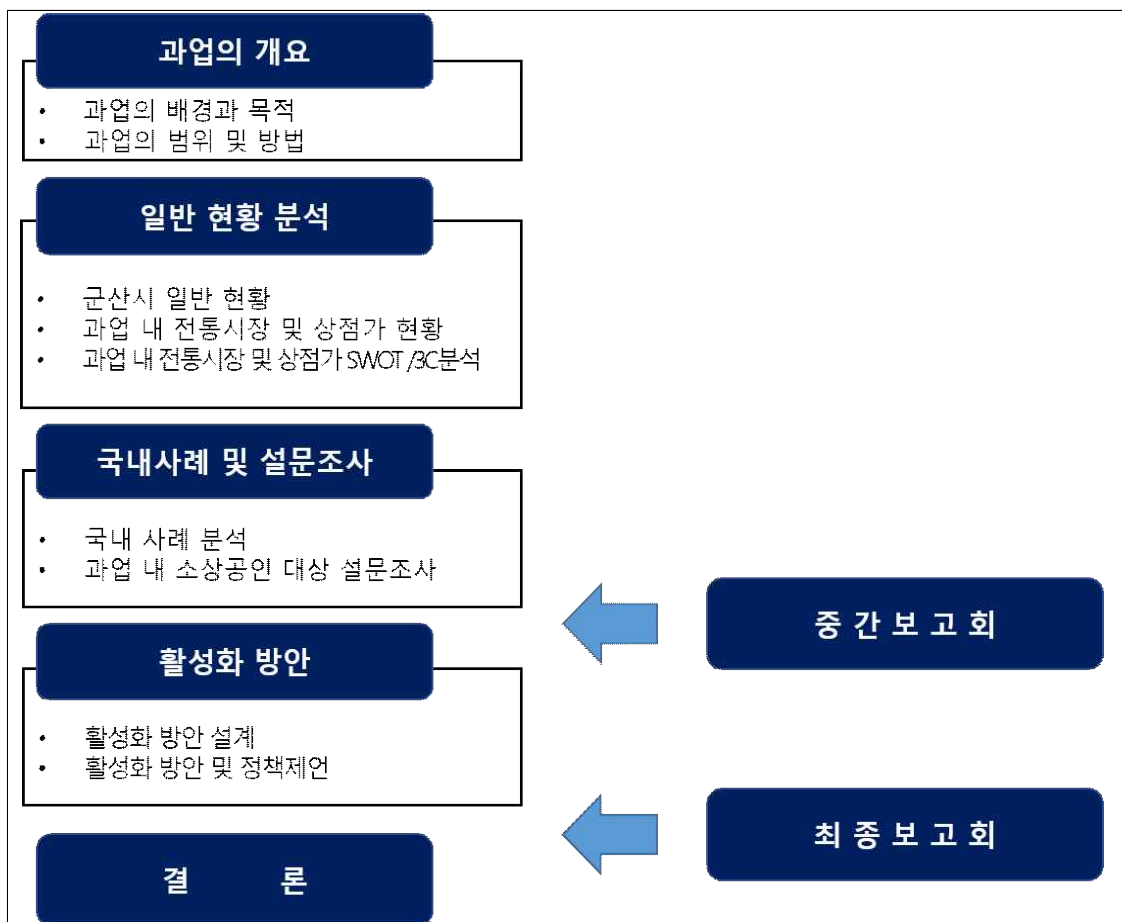 과업의 개요
• 과업의 배경과 목적
• 과업의 범위 및 방법
일반 현황 분석
• 군산시 일반 현황
• 과업 내 전통시장 및 상점가 현황
• 과업 내 전통시장 및 상점가 SWOT /3C분석
국내사례 및 설문조사
• 국내 사례 분석
• 과업 내 소상공인 대상 설문조사
중 간 보 고 회
활성화 방안
• 활성화 방안 설계
• 활성화 방안 및 정책제언
최 종 보 고 회
결 론